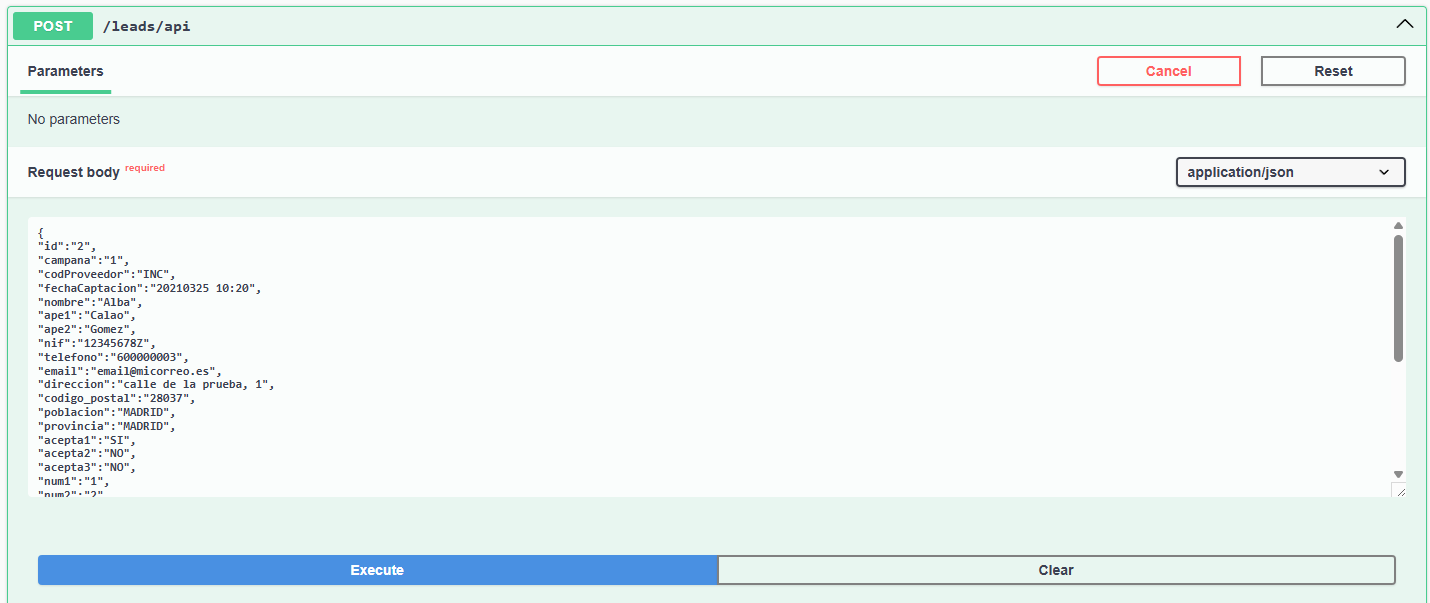 POST /leads/api
Parameters
Cancel
Reset
No parameters
Request body required
application/json
{
"id":"2",
"campana":"1",
"codProveedor":"INC",
"fechaCaptacion":"20210325 10:20",
"nombre":"Alba",
"ape1":"Calao",
"ape2":"Gomez",
"nif":"12345678Z",
"telefono":"600000003",
"email":"email@micorreo.es",
"direccion":"calle de la prueba, 1",
"codigo_postal":"28037",
"poblacion":"MADRID",
"provincia":"MADRID",
"acepta1":"SI",
"acepta2":"NO",
"acepta3":"NO",
"num1":"1",
"num2":"2"
Execute
Clear